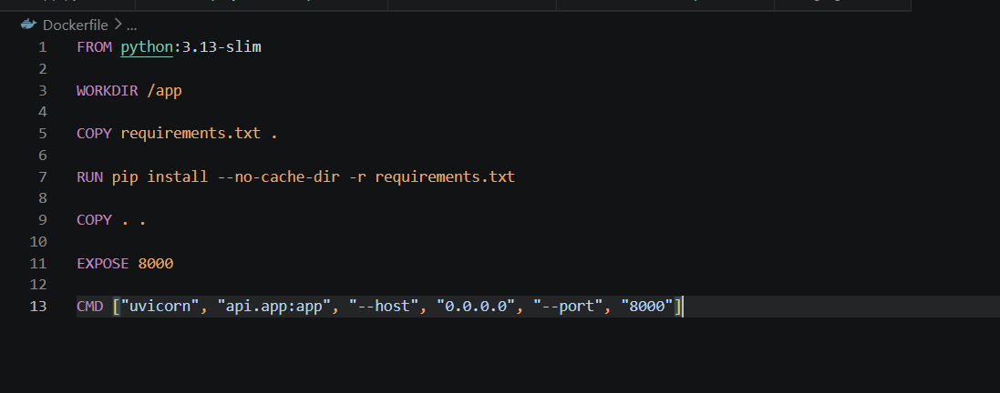 Dockerfile > ...
1 FROM python:3.13-slim
2
3 WORKDIR /app
4
5 COPY requirements.txt .
6
7 RUN pip install --no-cache-dir -r requirements.txt
8
9 COPY . .
10
11 EXPOSE 8000
12
13 CMD ["uvicorn", "api.app:app", "--host", "0.0.0.0", "--port", "8000"]